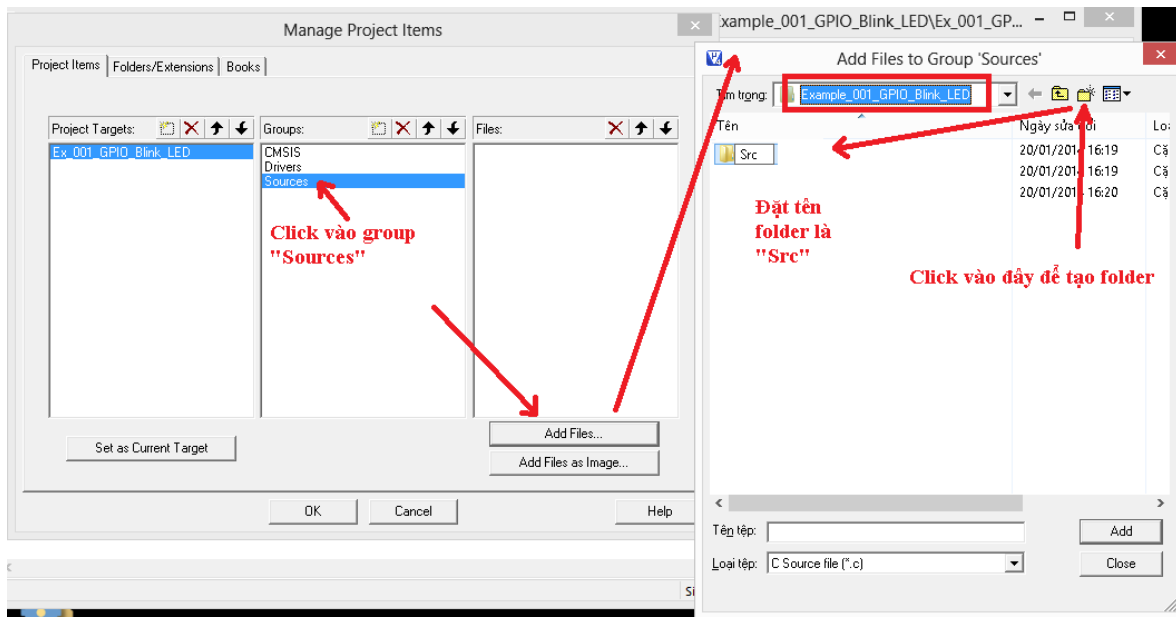 Manage Project Items
Example_001_GPIO_Blink_LED\Ex_001_GP...
Project Items
Folders/Extensions
Books
Project Targets:
Groups:
Files:
Ex_001_GPIO_Blink_LED
CMSIS
Drivers
Sources
Click vào group
"Sources"
Set as Current Target
Add Files...
Add Files as Image...
OK
Cancel
Help
Add Files to Group 'Sources'
Tìm trong:
Example_001_GPIO_Blink_LED
Tên
Ngày sửa đổi
Src
20/01/2014 16:19
20/01/2014 16:19
20/01/2014 16:20
Đặt tên
folder là
"Src"
Click vào đây để tạo folder
Tên tệp:
Add
Loại tệp:
C Source file (*.c)
Close